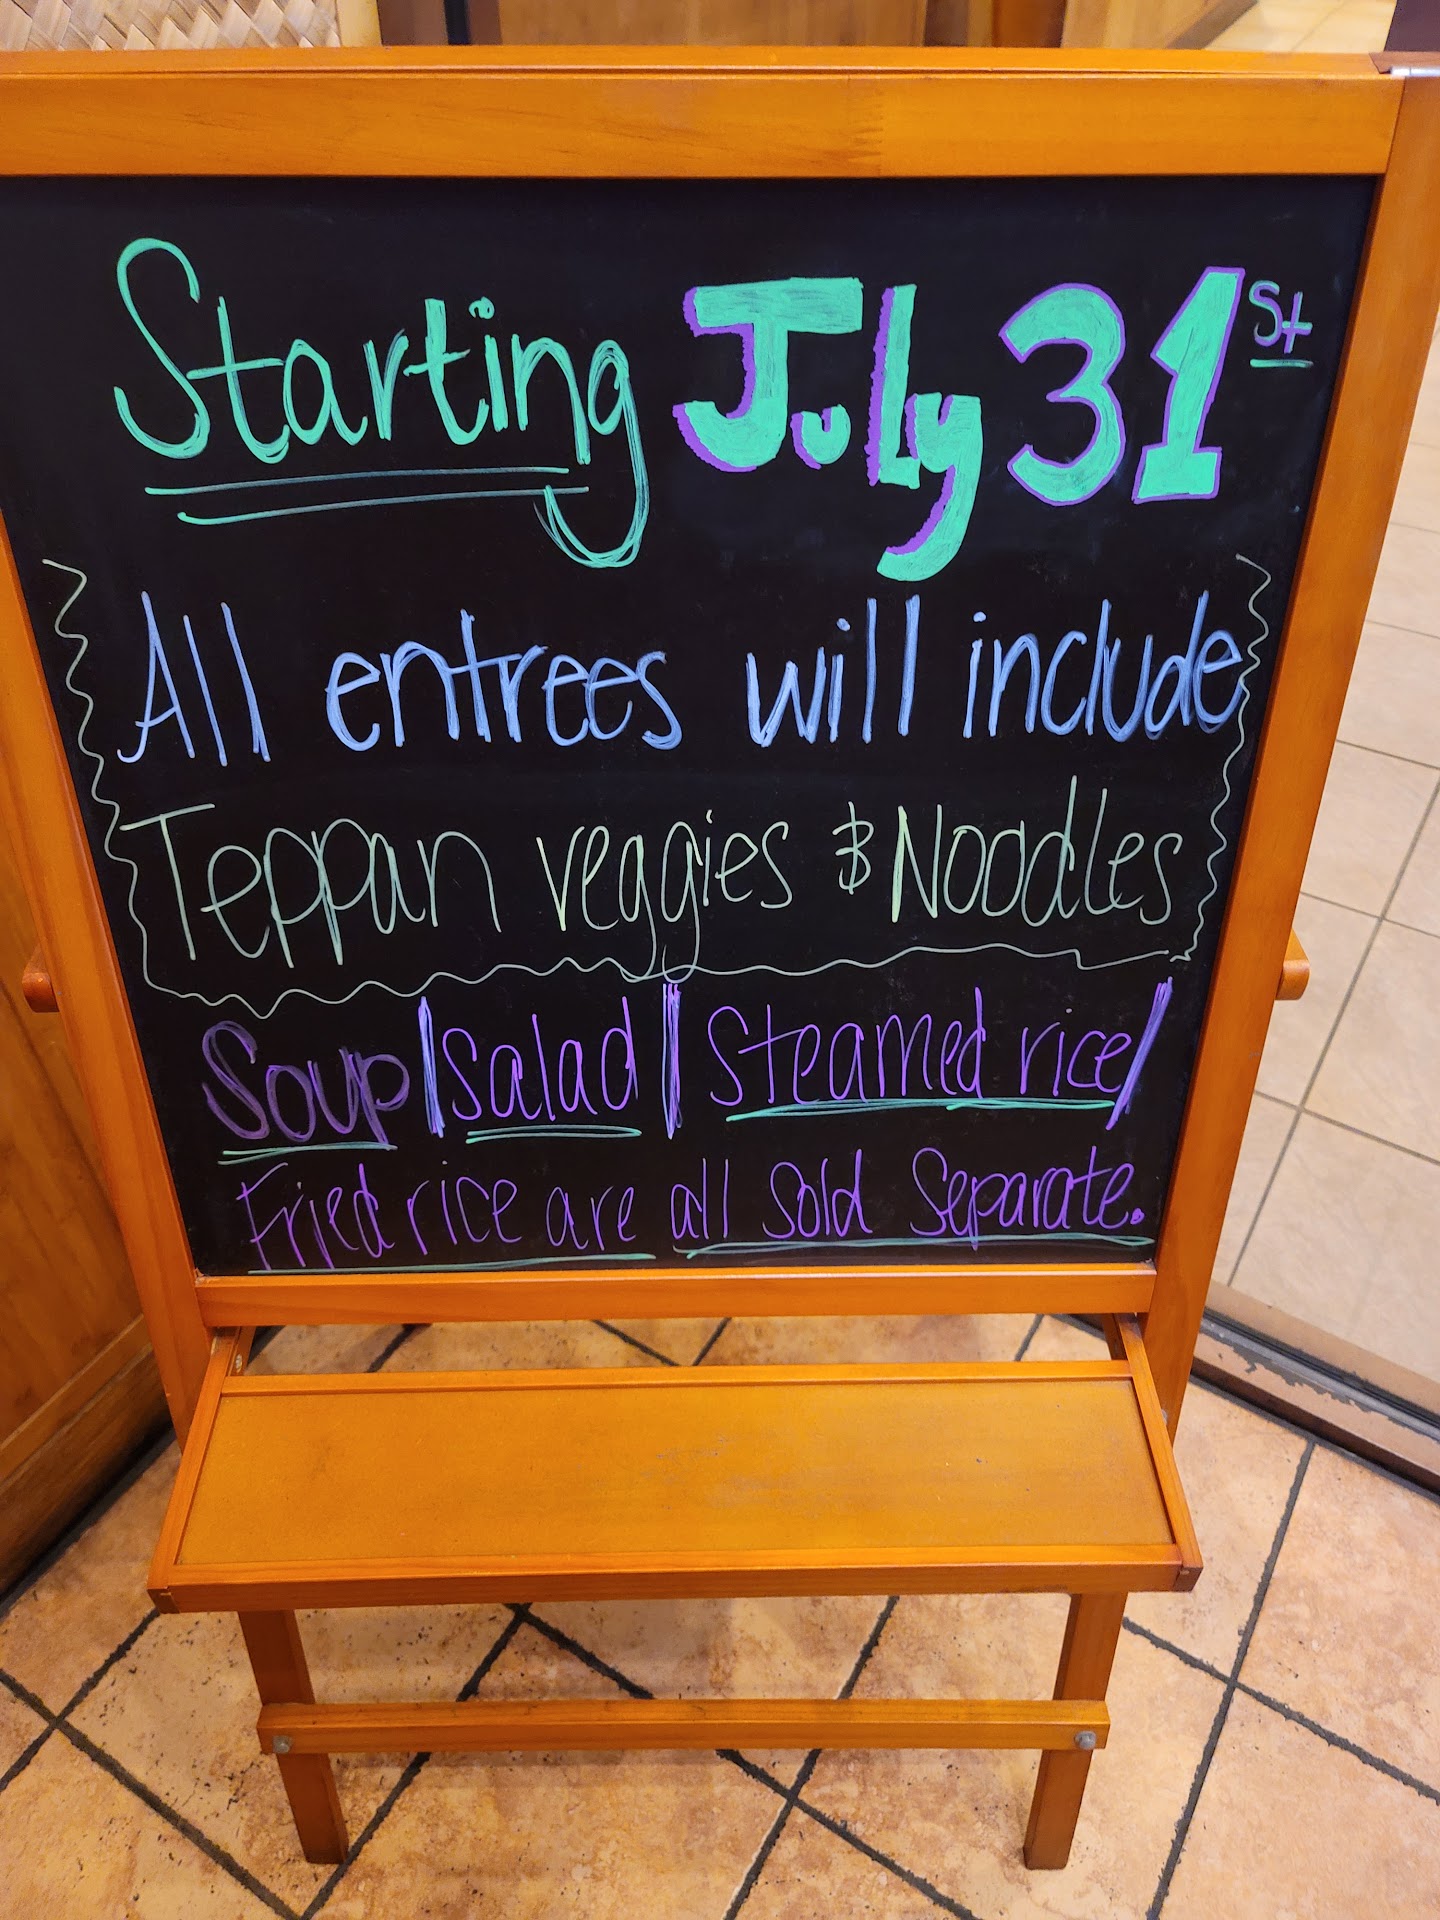 Starting July 31st
All entrees will include
Teppan veggies & Noodles
Soup | Salad | Steamed rice /
Fried rice are all Sold Separate.